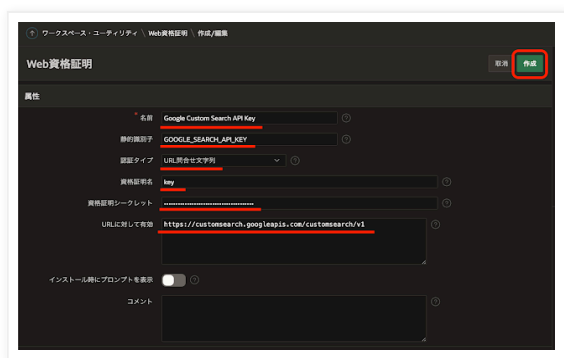 ワークスペース・ユーティリティ \ Web資格証明 \ 作成/編集
Web資格証明
取消
作成
属性
* 名前 Google Custom Search API Key
静的識別子 GOOGLE_SEARCH_API_KEY
認証タイプ URL問合せ文字列
資格証明名 key
資格証明シークレット
URLに対して有効 https://customsearch.googleapis.com/customsearch/v1
インストール時にプロンプトを表示
コメント